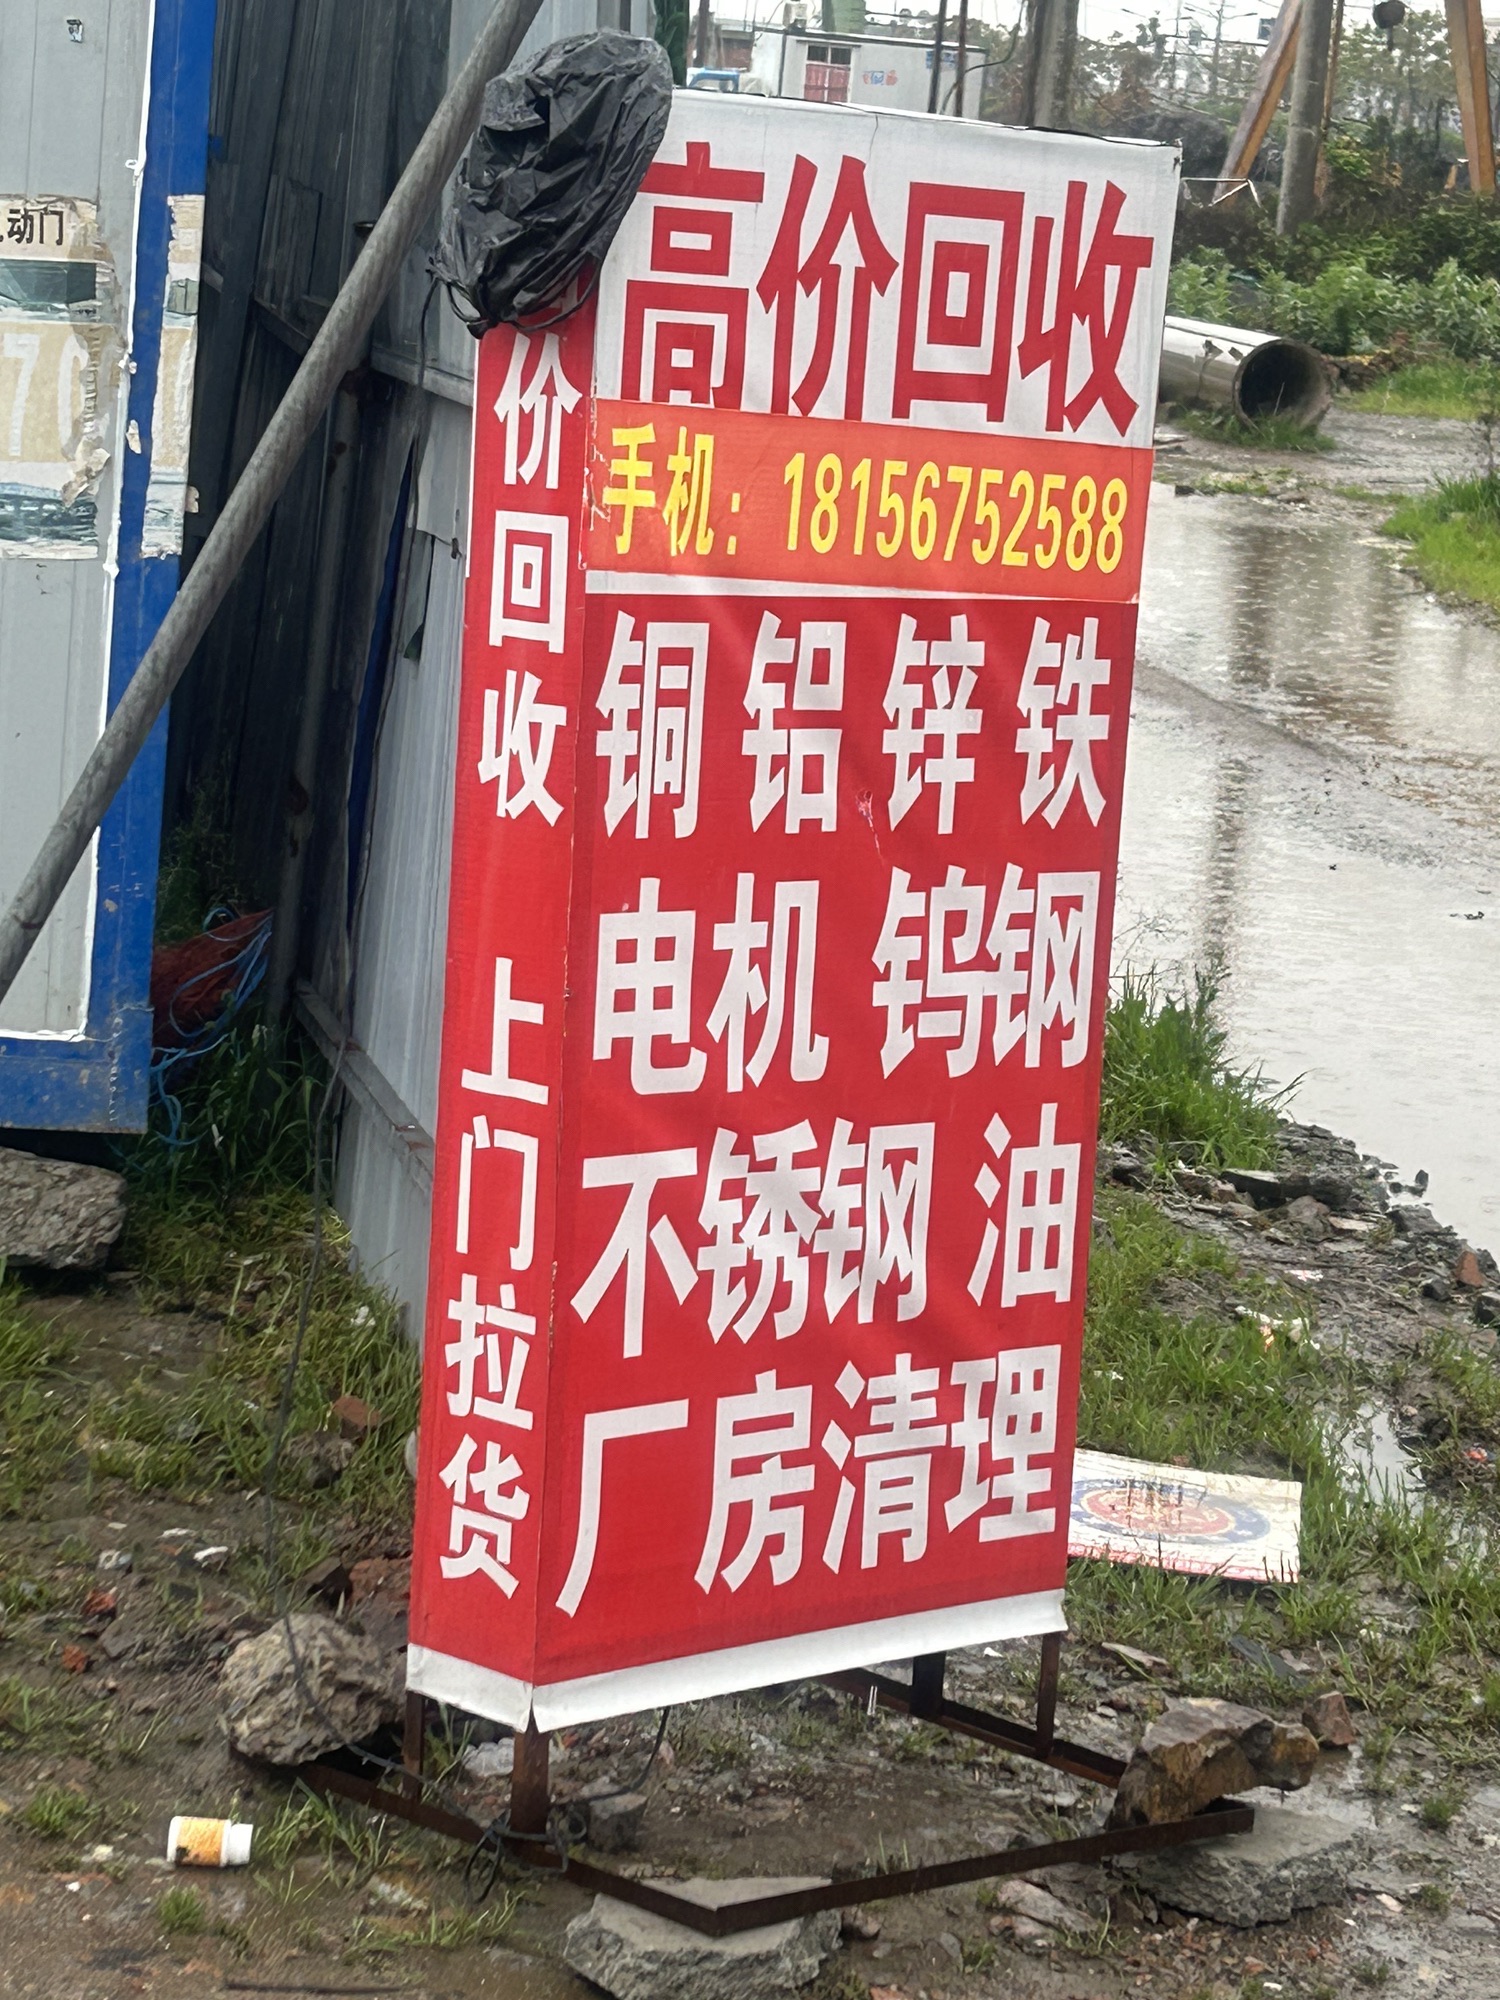 动门
高价回收
手机：18156752588
铜 铝 锌 铁
电机 钨钢
不锈钢 油
厂房清理
价回收 上门拉货